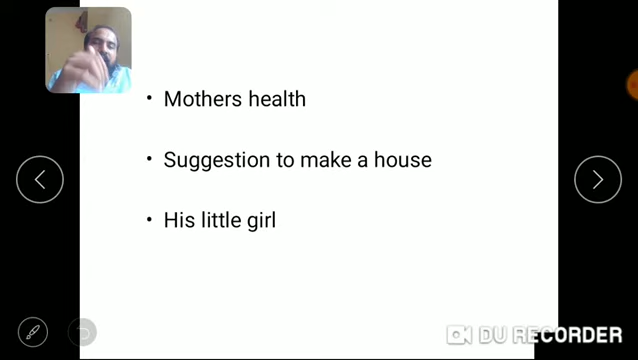 • Mothers health
• Suggestion to make a house
• His little girl
DU RECORDER